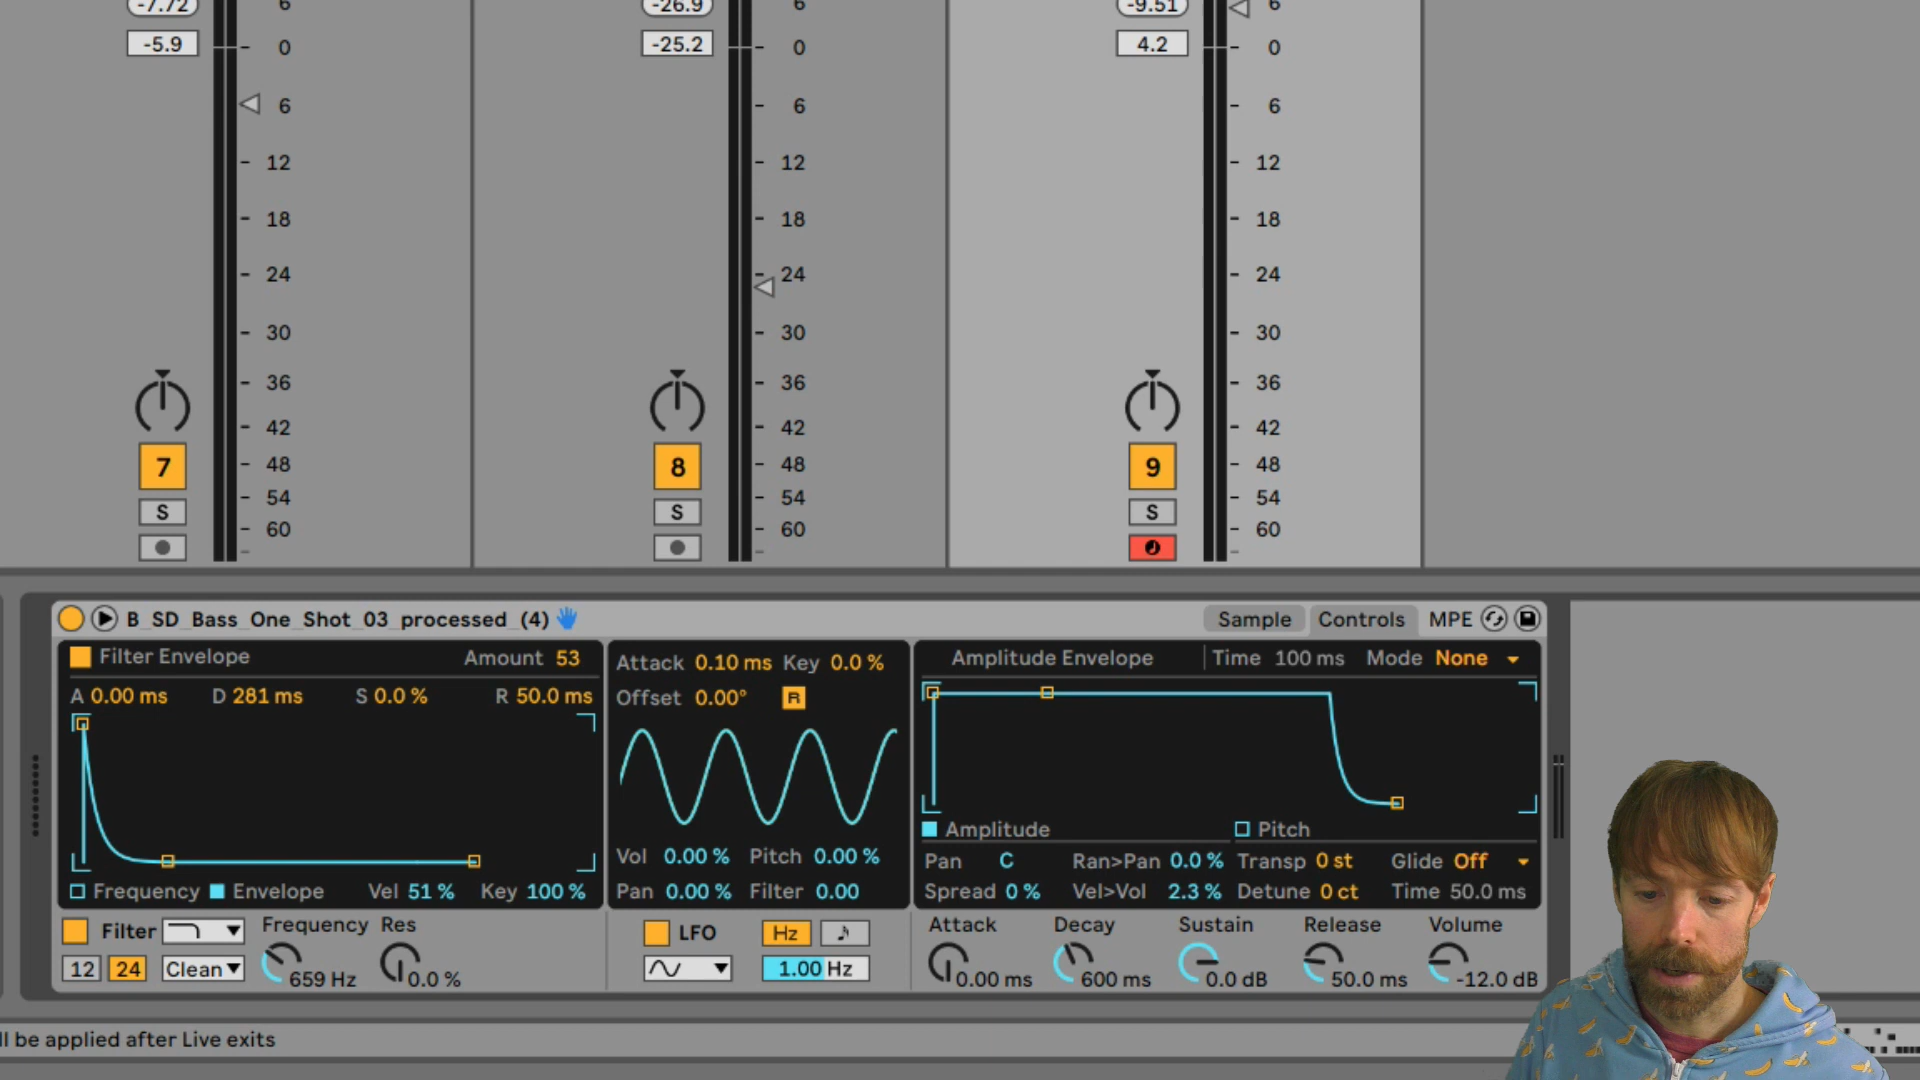 -7.72 6 -26.9 6 -9.51 6
-5.9 0 -25.2 0 4.2 0
6 6 6
12 12 12
18 18 18
24 24 24
30 30 30
36 36 36
42 42 42
7 48 8 48 9 48
54 54 54
S S S
60 60 60
B_SD_Bass_One_Shot_03_processed_(4) Sample Controls MPE
Filter Envelope Amount 53
A 0.00 ms D 281 ms S 0.0 % R 50.0 ms
Frequency Envelope Vel 51 % Key 100 %
Filter Frequency Res
12 24 Clean 659 Hz 0.0 %
Attack 0.10 ms Key 0.0 %
Offset 0.00° R
Vol 0.00 % Pitch 0.00 %
Pan 0.00 % Filter 0.00
LFO Hz
1.00 Hz
Amplitude Envelope Time 100 ms Mode None
Amplitude Pitch
Pan C Ran>Pan 0.0 % Transp 0 st Glide Off
Spread 0 % Vel>Vol 2.3 % Detune 0 ct Time 50.0 ms
Attack Decay Sustain Release Volume
0.00 ms 600 ms 0.0 dB 50.0 ms -12.0 dB
ll be applied after Live exits